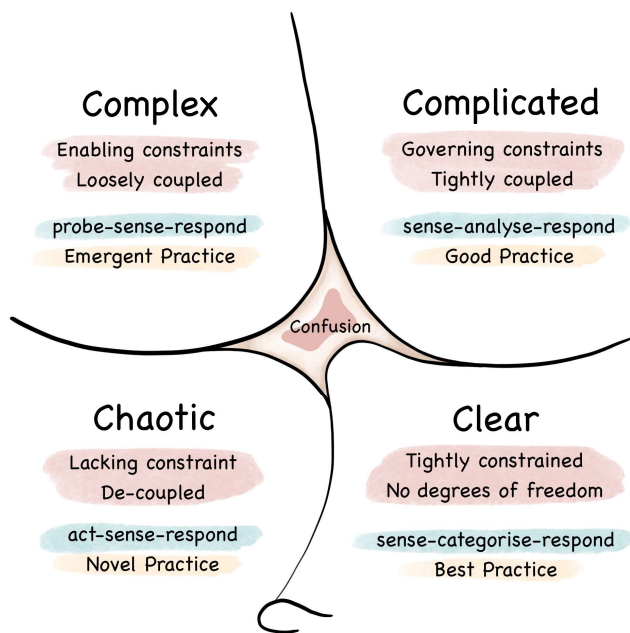 Complex
Enabling constraints
Loosely coupled
probe-sense-respond
Emergent Practice
Complicated
Governing constraints
Tightly coupled
sense-analyse-respond
Good Practice
Confusion
Chaotic
Lacking constraint
De-coupled
act-sense-respond
Novel Practice
Clear
Tightly constrained
No degrees of freedom
sense-categorise-respond
Best Practice